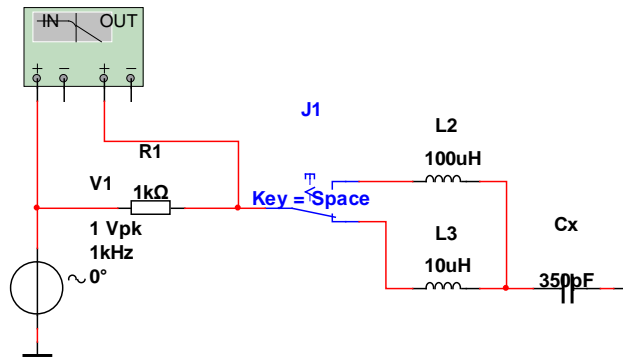 IN OUT
+ − + −
J1
R1
L2
100uH
V1
1kΩ
Key = Space
1 Vpk
1kHz
0°
L3
10uH
Cx
350pF